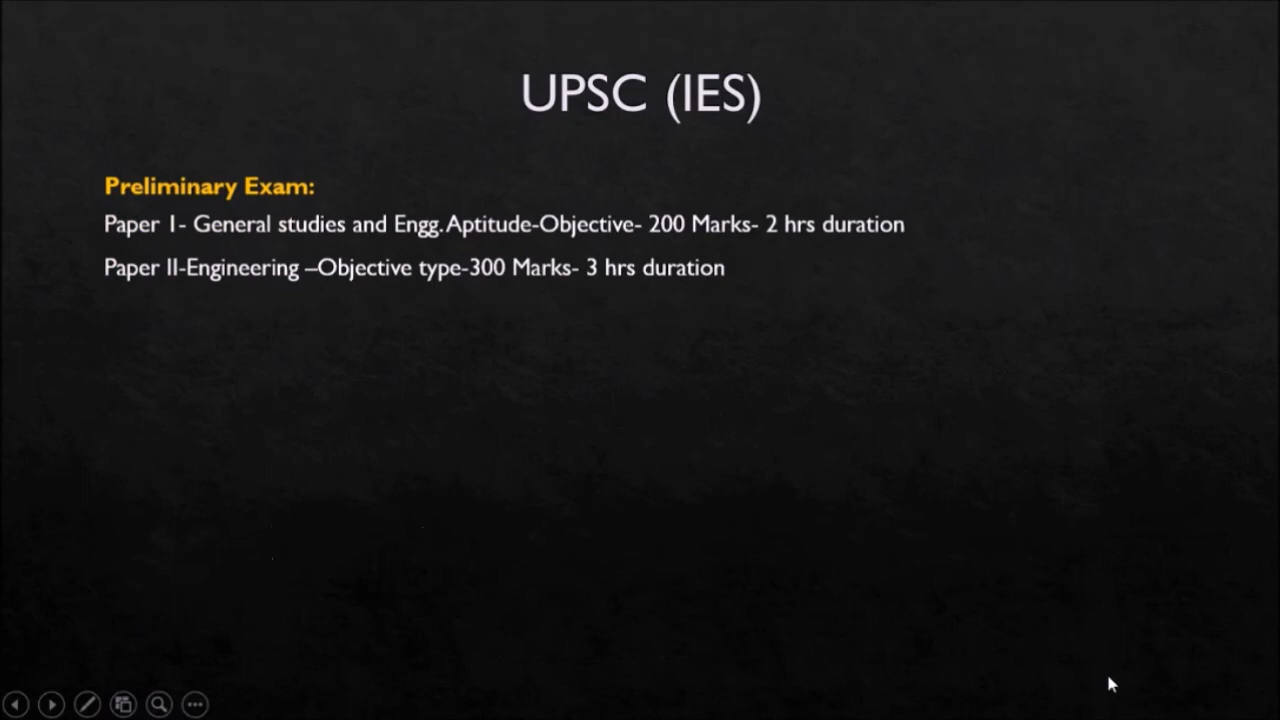 UPSC (IES)
Preliminary Exam:
Paper 1- General studies and Engg. Aptitude-Objective- 200 Marks- 2 hrs duration
Paper II-Engineering –Objective type-300 Marks- 3 hrs duration